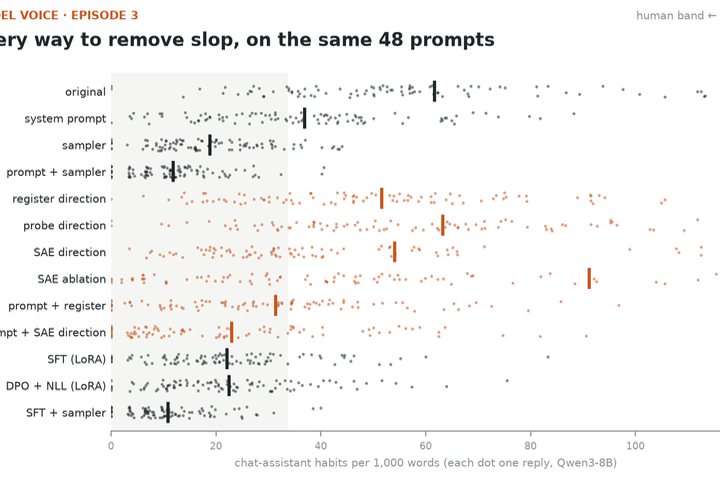 EL VOICE · EPISODE 3
human band ←
ery way to remove slop, on the same 48 prompts
original
system prompt
sampler
prompt + sampler
register direction
probe direction
SAE direction
SAE ablation
prompt + register
mpt + SAE direction
SFT (LoRA)
DPO + NLL (LoRA)
SFT + sampler
0 20 40 60 80 100
chat-assistant habits per 1,000 words (each dot one reply, Qwen3-8B)